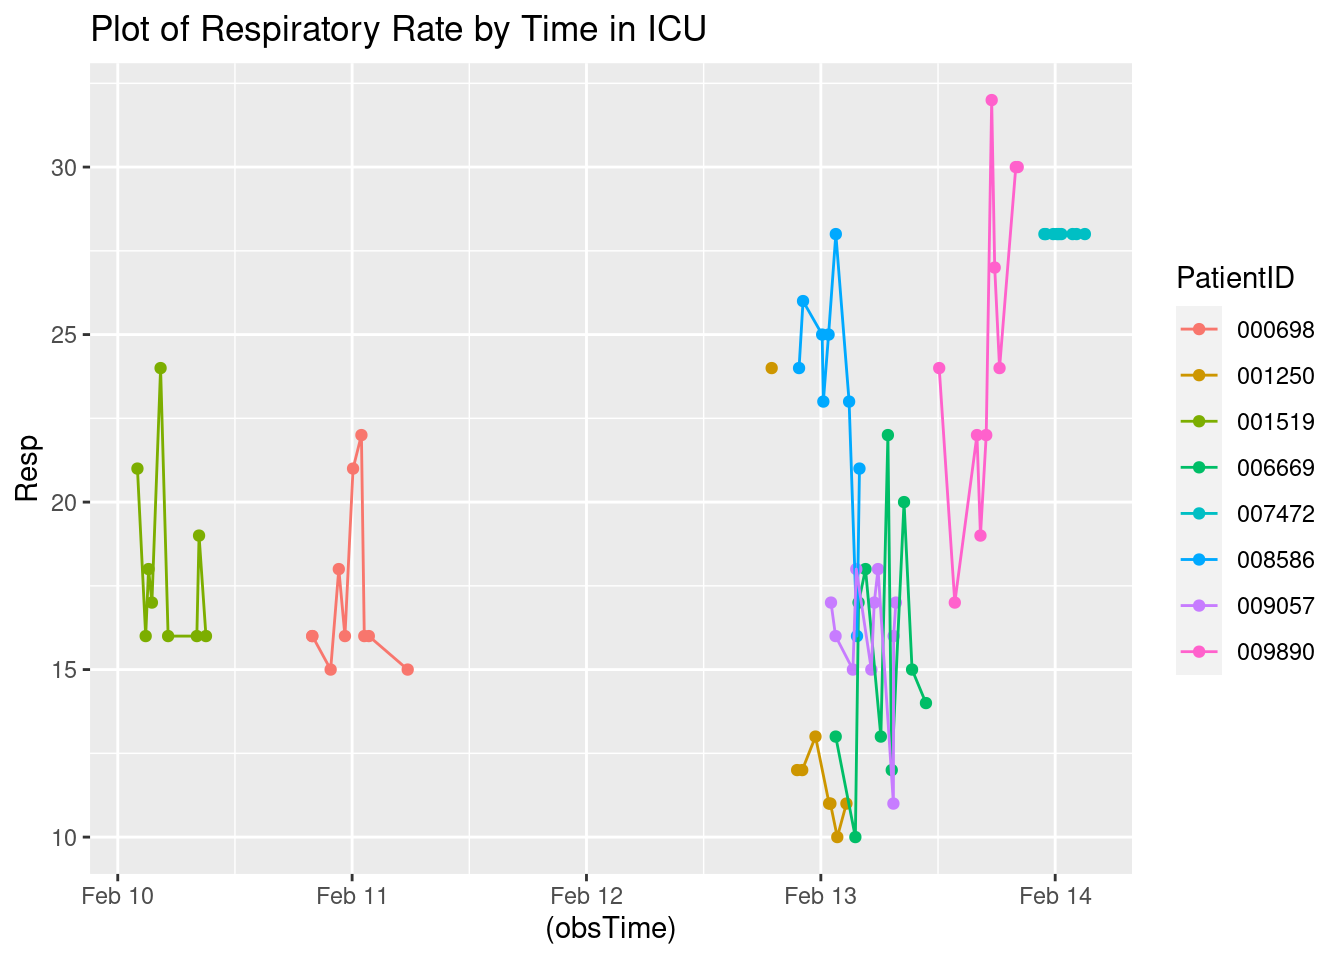 Plot of Respiratory Rate by Time in ICU
Resp
30
25
20
15
10
Feb 10
Feb 11
Feb 12
Feb 13
Feb 14
(obsTime)
PatientID
000698
001250
001519
006669
007472
008586
009057
009890